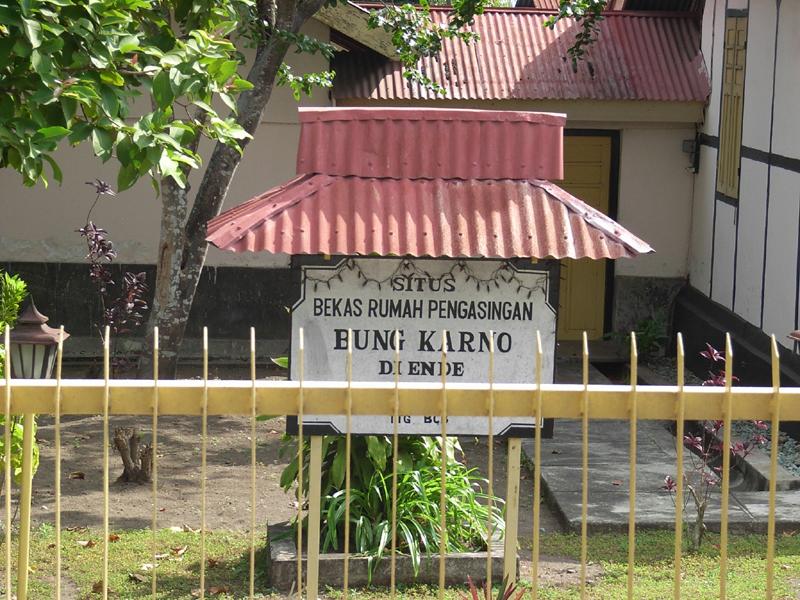 SITUS
BEKAS RUMAH PENGASINGAN
BUNG KARNO
DI ENDE